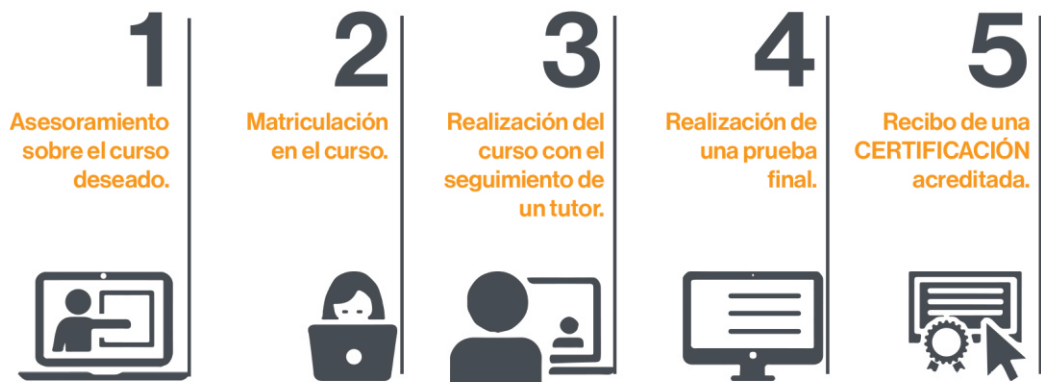 1
Asesoramiento
sobre el curso
deseado.
2
Matriculación
en el curso.
3
Realización del
curso con el
seguimiento de
un tutor.
4
Realización de
una prueba
final.
5
Recibo de una
CERTIFICACIÓN
acreditada.